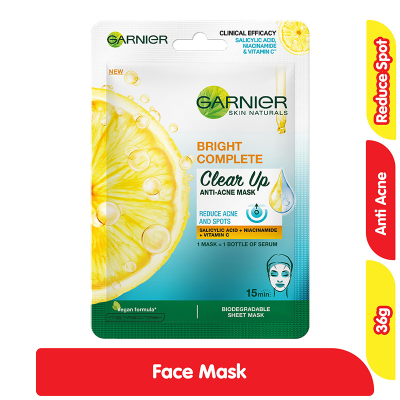 GARNIER
CLINICAL EFFICACY
SALICYLIC ACID,
NIACINAMIDE
& VITAMIN C*
NEW
GARNIER
SKIN NATURALS
BRIGHT
COMPLETE
Clear Up
ANTI-ACNE MASK
REDUCE ACNE
AND SPOTS
SALICYLIC ACID + NIACINAMIDE
+ VITAMIN C
1 MASK = 1 BOTTLE OF SERUM
15min.
vegan formula*
BIODEGRADABLE
SHEET MASK
Reduce Spot
Anti Acne
36g
Face Mask